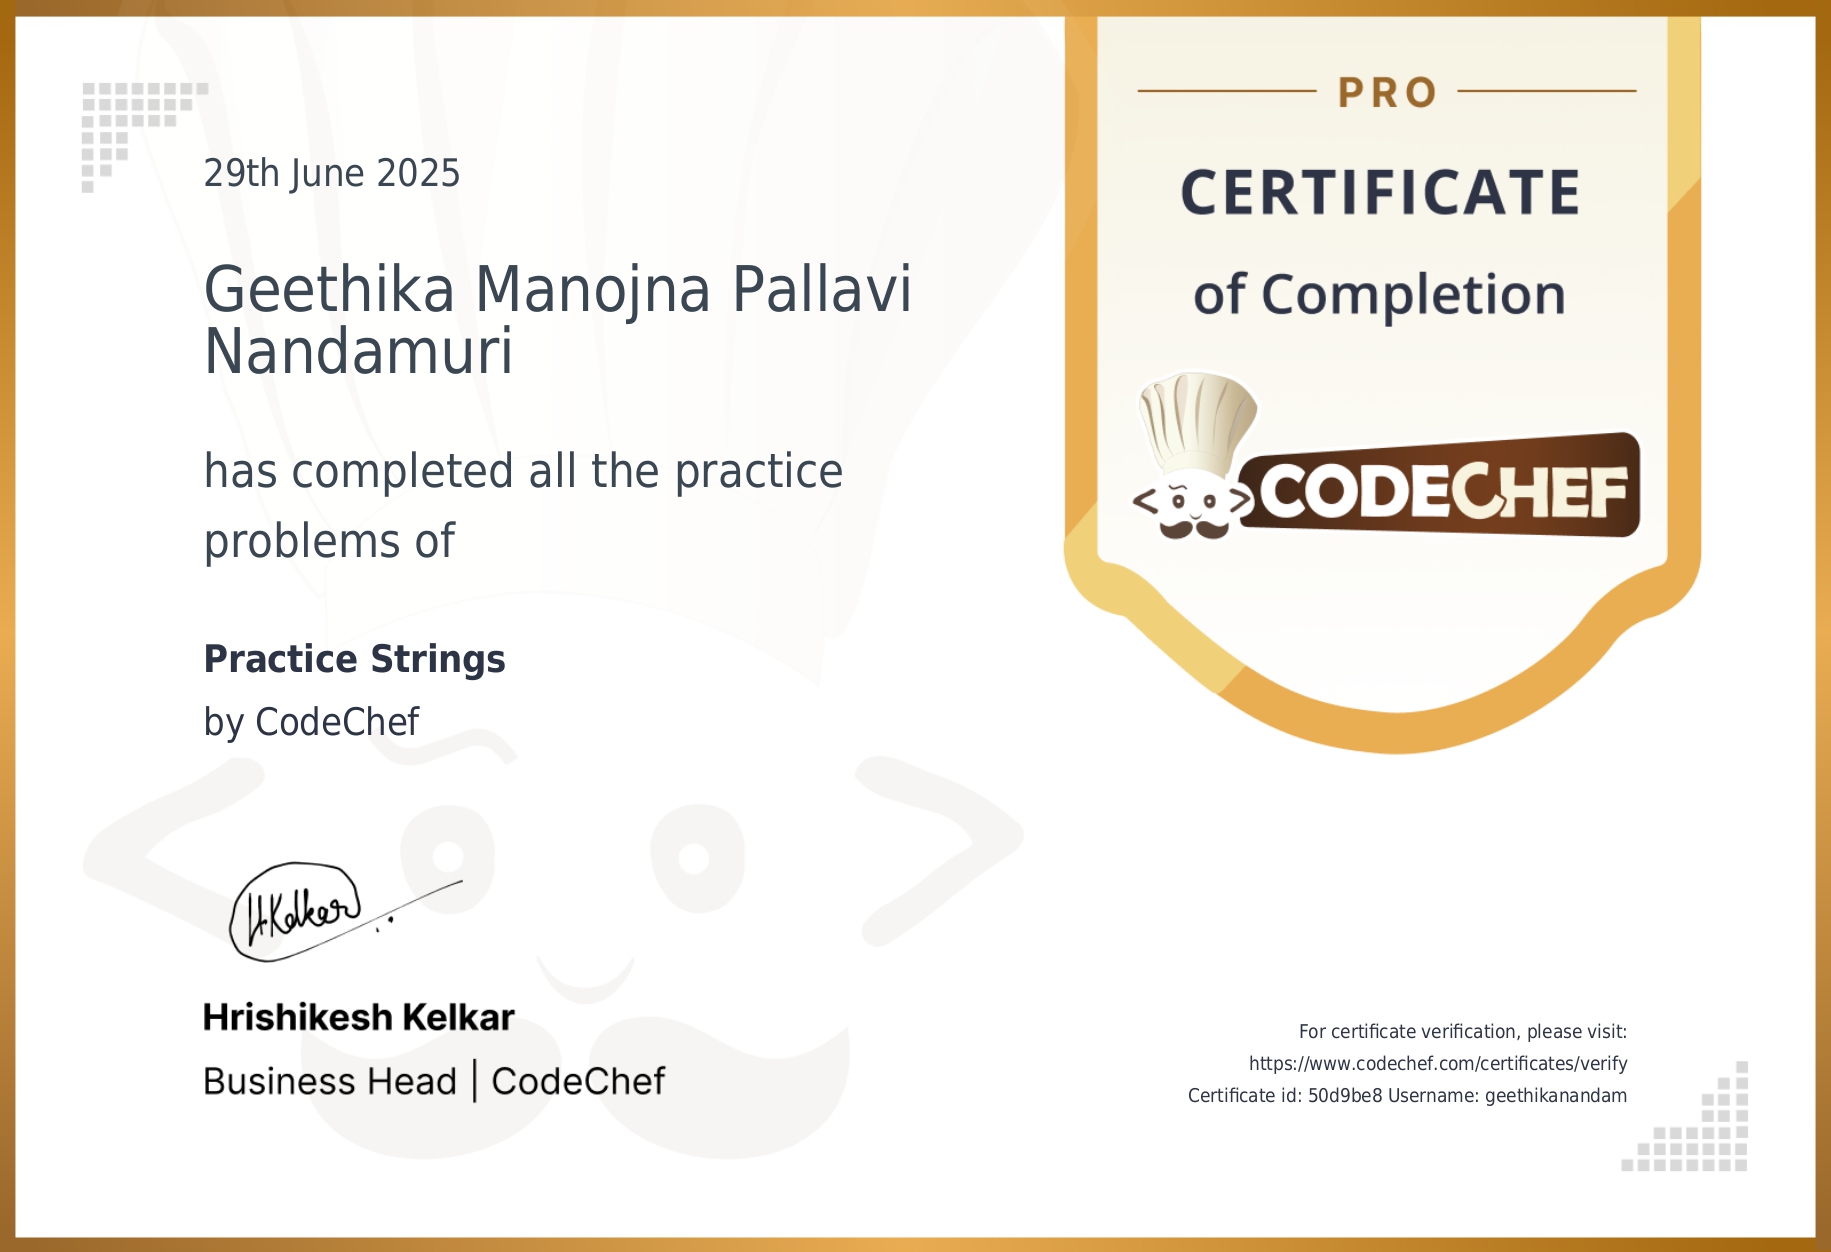 29th June 2025
Geethika Manojna Pallavi
Nandamuri
has completed all the practice
problems of
Practice Strings
by CodeChef
H.Kelkar
Hrishikesh Kelkar
Business Head | CodeChef
PRO
CERTIFICATE
of Completion
CODECHEF
For certificate verification, please visit:
https://www.codechef.com/certificates/verify
Certificate id: 50d9be8 Username: geethikanandam